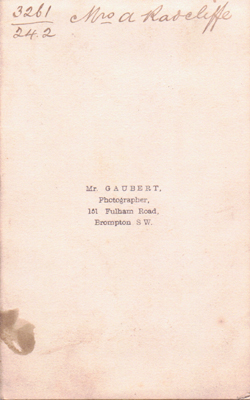 3261 Mrs A Radcliffe
24.2
Mr. GAUBERT,
Photographer,
161 Fulham Road,
Brompton S.W.